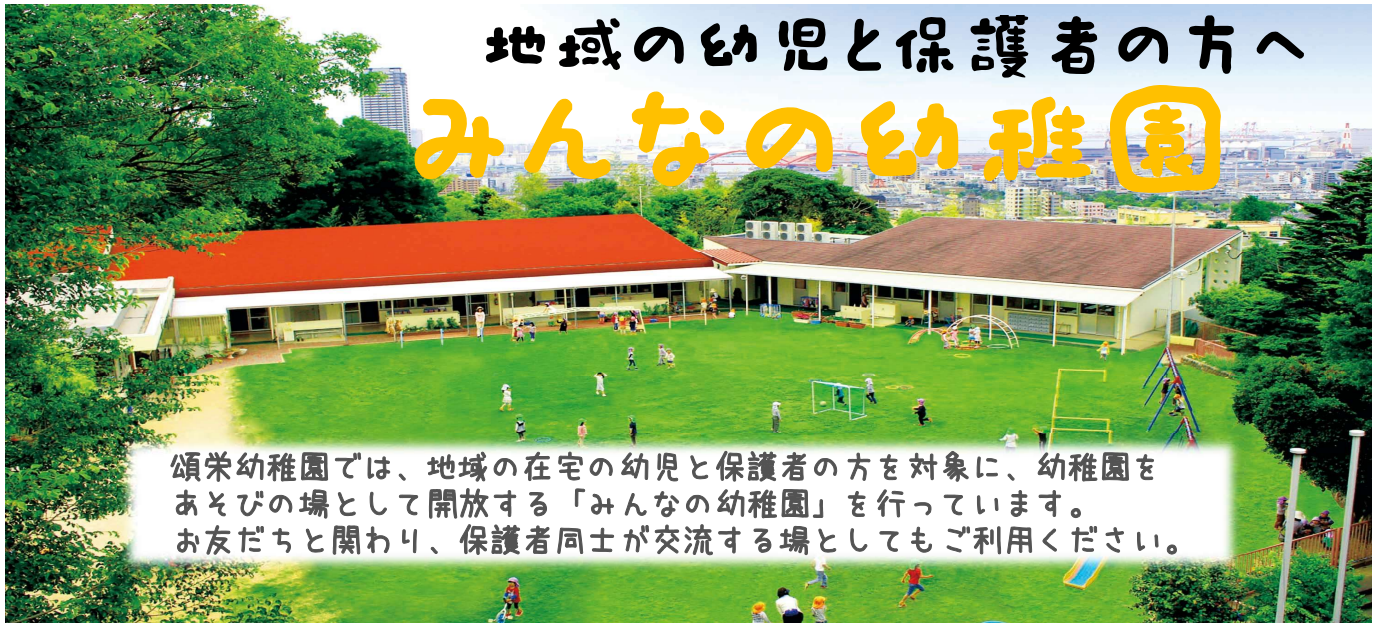 地域の幼児と保護者の方へ
みんなの幼稚園
頌栄幼稚園では、地域の在宅の幼児と保護者の方を対象に、幼稚園を
あそびの場として開放する「みんなの幼稚園」を行っています。
お友だちと関わり、保護者同士が交流する場としてもご利用ください。